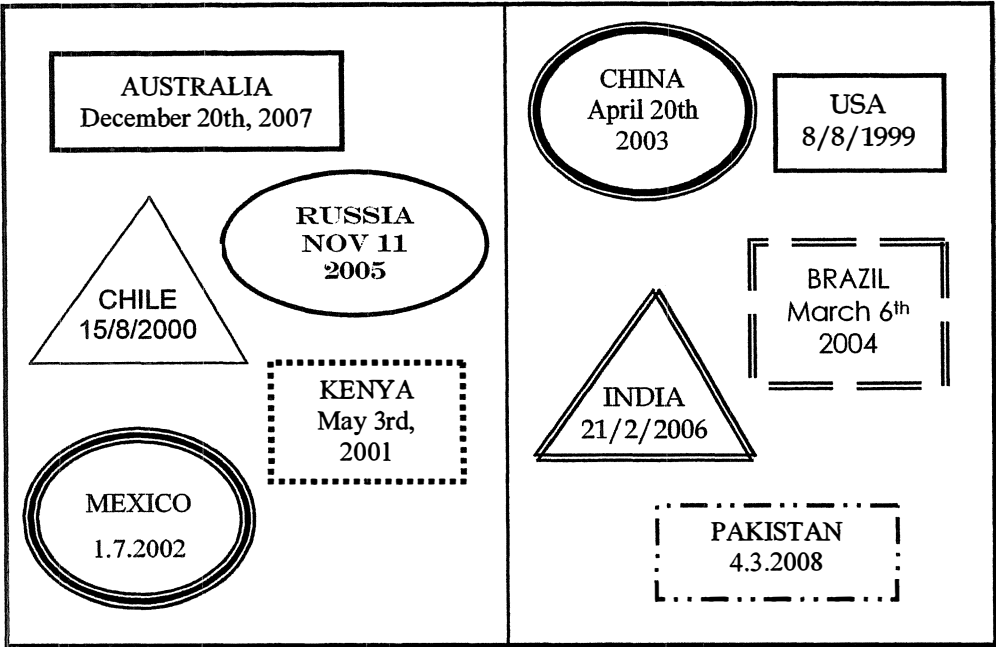 AUSTRALIA
December 20th, 2007
RUSSIA
NOV 11
2005
CHILE
15/8/2000
KENYA
May 3rd,
2001
MEXICO
1.7.2002
CHINA
April 20th
2003
USA
8/8/1999
BRAZIL
March 6th
2004
INDIA
21/2/2006
PAKISTAN
4.3.2008